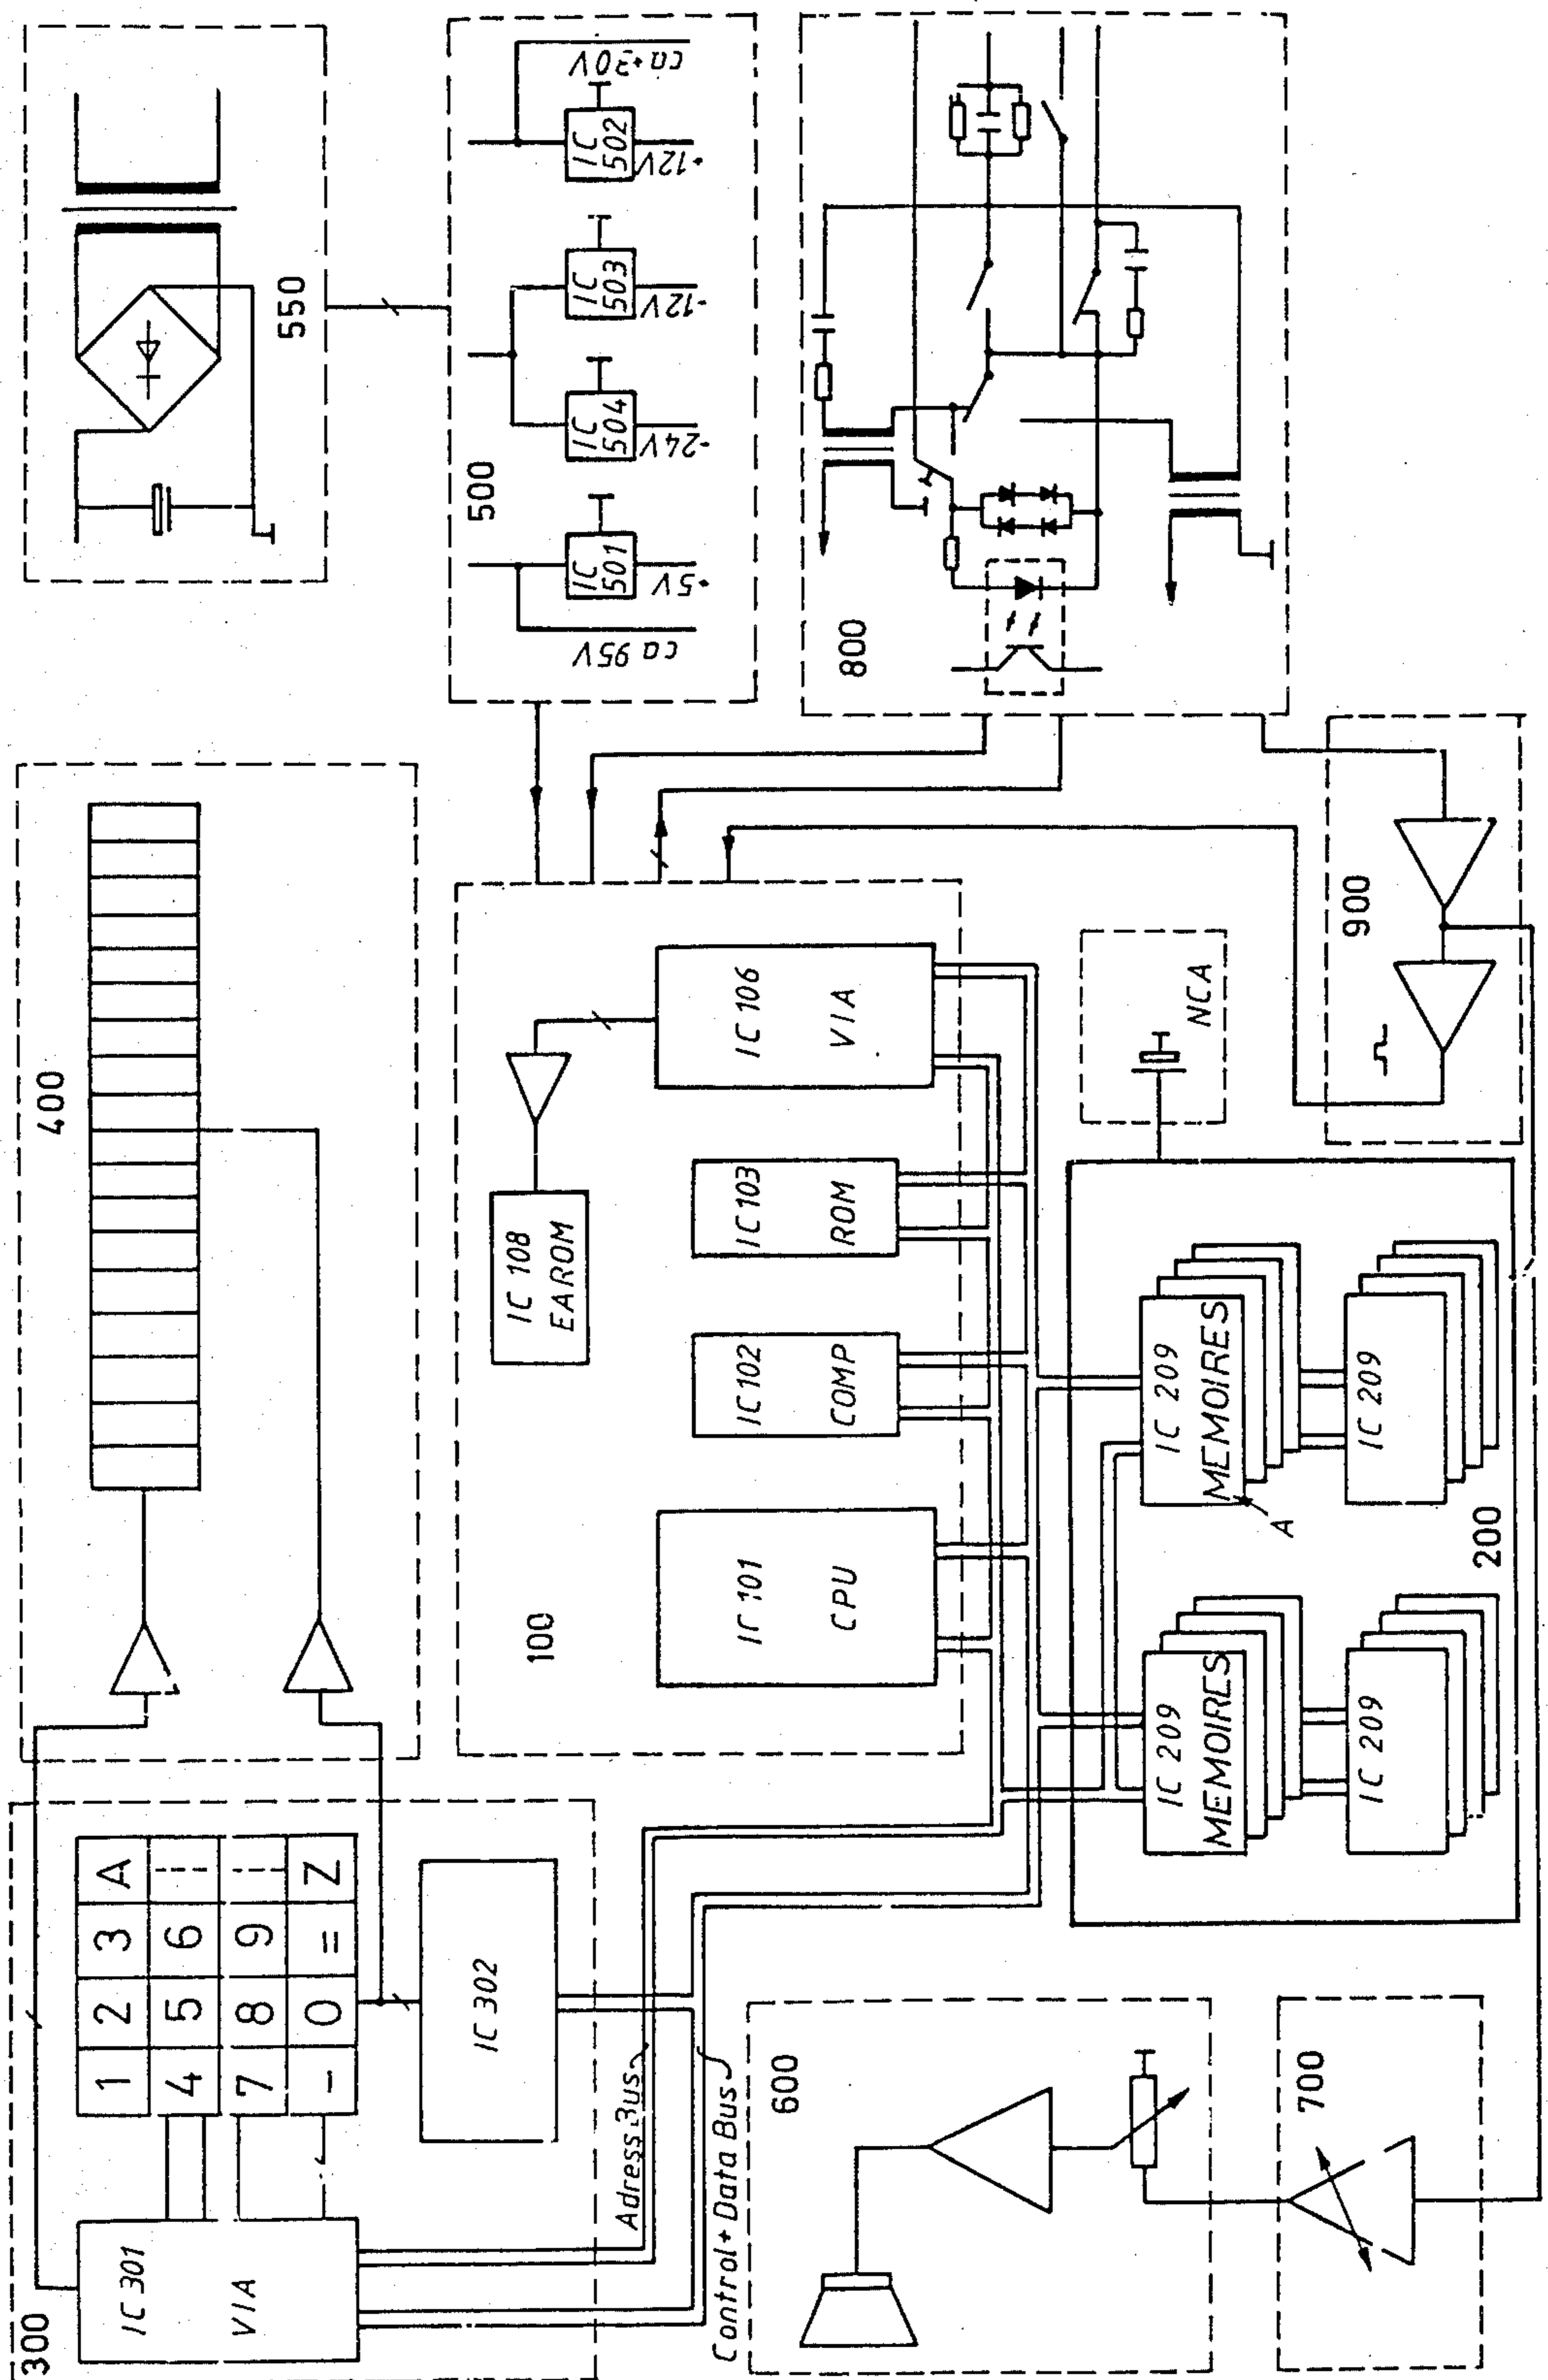 300
IC 301
VIA
1 2 3 A
4 5 6
7 8 9
- 0 = Z
IC 302
Adress Bus
Control + Data Bus
400
100
IC 101
CPU
IC 102
COMP
IC 103
ROM
IC 106
VIA
IC 108
EAROM
550
500
IC
501
+5V
ca 95V
IC
504
-24V
IC
503
-12V
IC
502
+12V
ca +30V
800
600
700
200
IC 209
MEMOIRES
IC 209
MEMOIRES
A
IC 209
IC 209
NCA
900